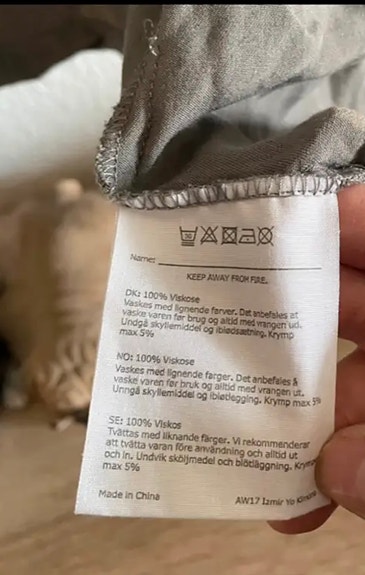 Name:
KEEP AWAY FROM FIRE.
DK: 100% Viskose
Vaskes med lignende farver. Det anbefales at
vaske varen før brug og altid med vrangen ud.
Undgå skyllemiddel og iblødsætning. Krymp
max 5%
NO: 100% Viskose
Vaskes med lignende farger. Det anbefales å
vaske varen før bruk og altid med vrangen ut.
Unngå skyllemiddel og ibløtlegging. Krymp max 5%
SE: 100% Viskos
Tvättas med liknande färger. Vi rekommenderar
att tvätta varan före användning och alltid ut
och in. Undvik sköljmedel och blötläggning. Krymp
max 5%
Made in China
AW17 Izmir Yo